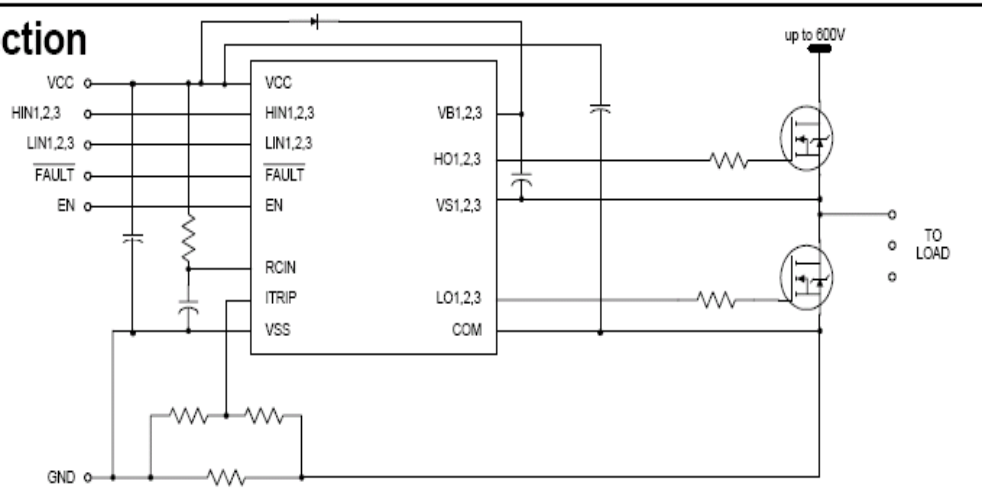 ction
up to 600V
VCC
HIN1,2,3
LIN1,2,3
FAULT
EN
VCC
HIN1,2,3
LIN1,2,3
FAULT
EN
RCIN
ITRIP
VSS
VB1,2,3
HO1,2,3
VS1,2,3
LO1,2,3
COM
TO
LOAD
GND